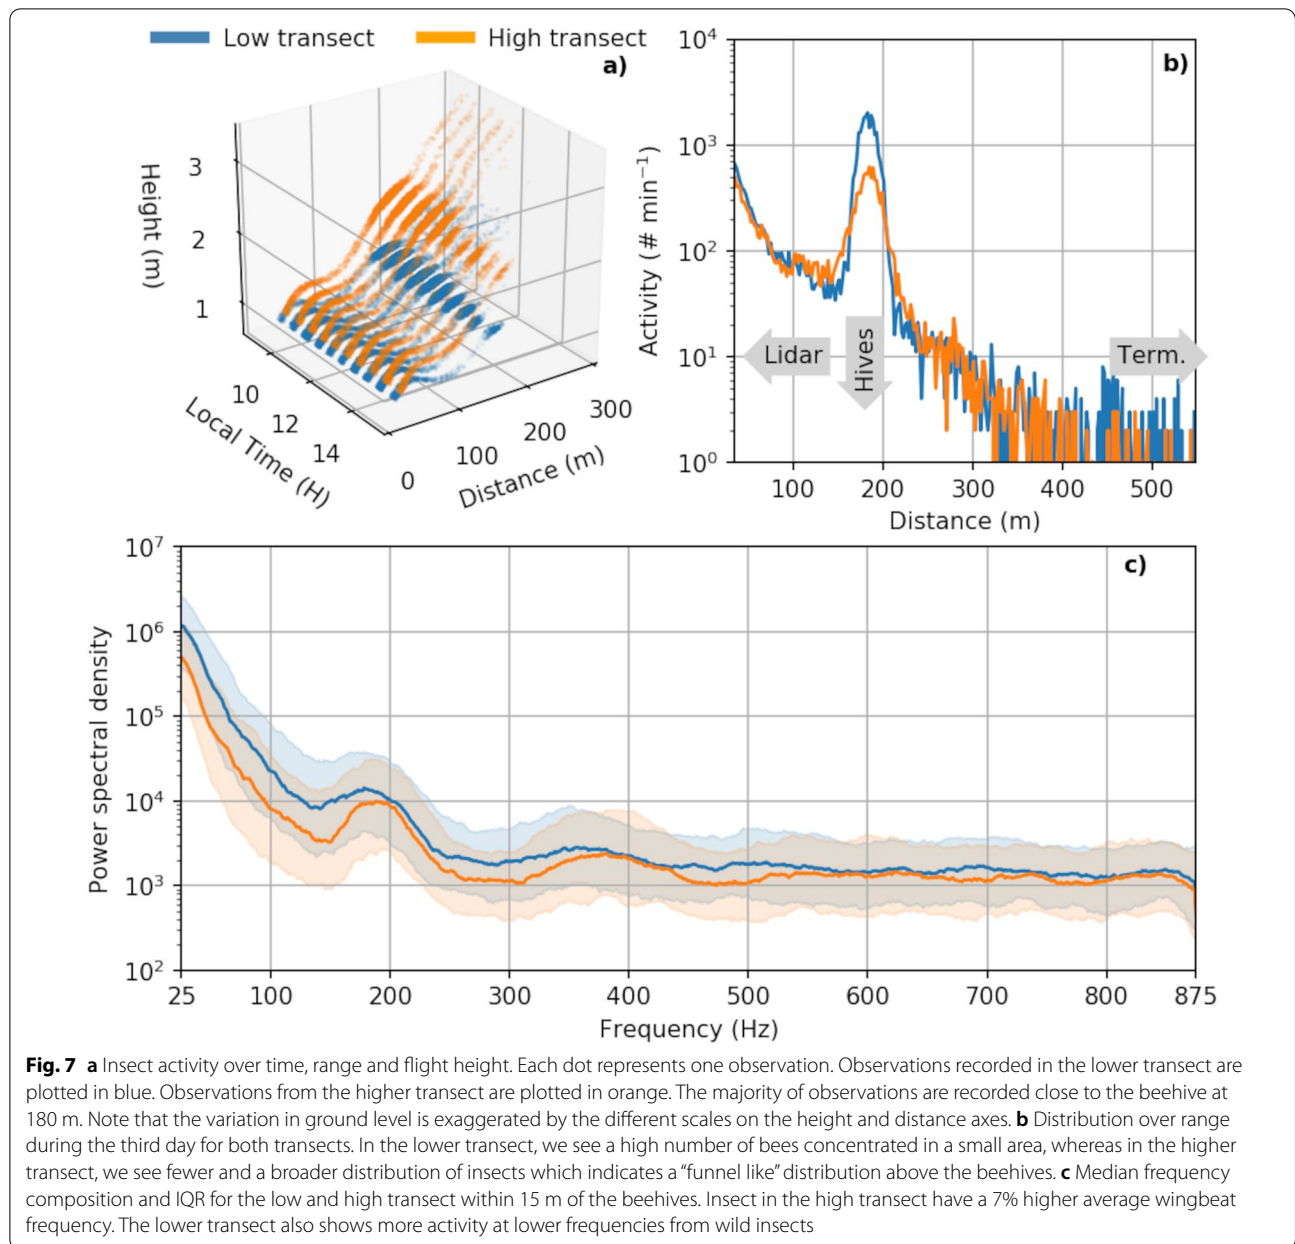 Low transect
High transect
a)
Height (m)
3
2
1
10
12
14
Local Time (H)
0
100
200
300
Distance (m)
b)
Activity (# min⁻¹)
10⁴
10³
10²
10¹
10⁰
Lidar
Hives
Term.
100 200 300 400 500
Distance (m)
c)
Power spectral density
10⁷
10⁶
10⁵
10⁴
10³
10²
25 100 200 300 400 500 600 700 800 875
Frequency (Hz)
Fig. 7 a Insect activity over time, range and flight height. Each dot represents one observation. Observations recorded in the lower transect are
plotted in blue. Observations from the higher transect are plotted in orange. The majority of observations are recorded close to the beehive at
180 m. Note that the variation in ground level is exaggerated by the different scales on the height and distance axes. b Distribution over range
during the third day for both transects. In the lower transect, we see a high number of bees concentrated in a small area, whereas in the higher
transect, we see fewer and a broader distribution of insects which indicates a “funnel like” distribution above the beehives. c Median frequency
composition and IQR for the low and high transect within 15 m of the beehives. Insect in the high transect have a 7% higher average wingbeat
frequency. The lower transect also shows more activity at lower frequencies from wild insects